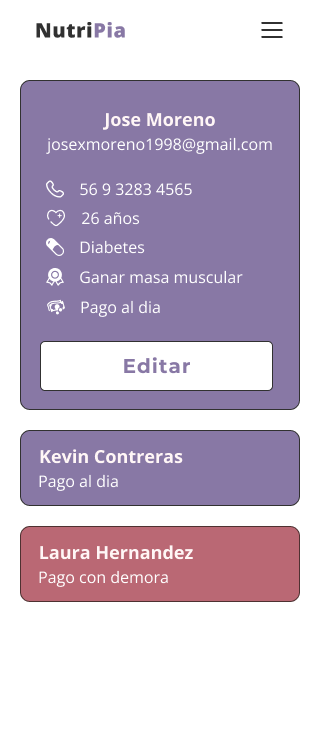 NutriPia
Jose Moreno
josexmoreno1998@gmail.com
56 9 3283 4565
26 años
Diabetes
Ganar masa muscular
Pago al dia
Editar
Kevin Contreras
Pago al dia
Laura Hernandez
Pago con demora